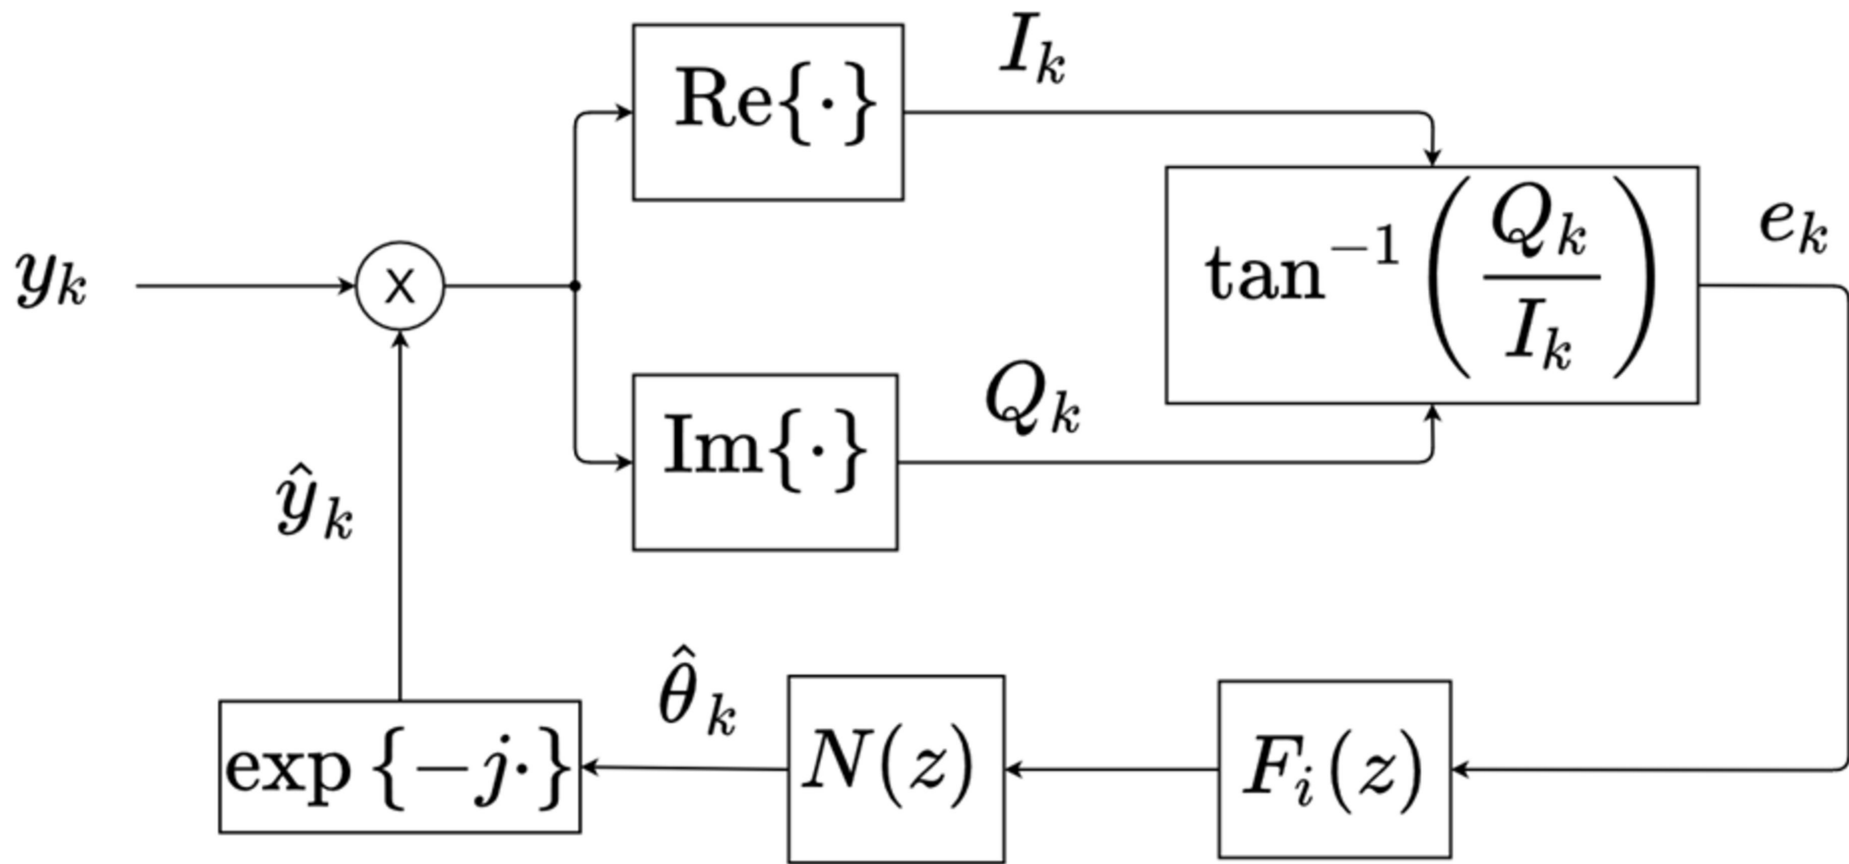 Re{·}
I_k
y_k
X
tan^{-1}(Q_k/I_k)
e_k
Im{·}
Q_k
ŷ_k
exp{-j·}
θ̂_k
N(z)
F_i(z)